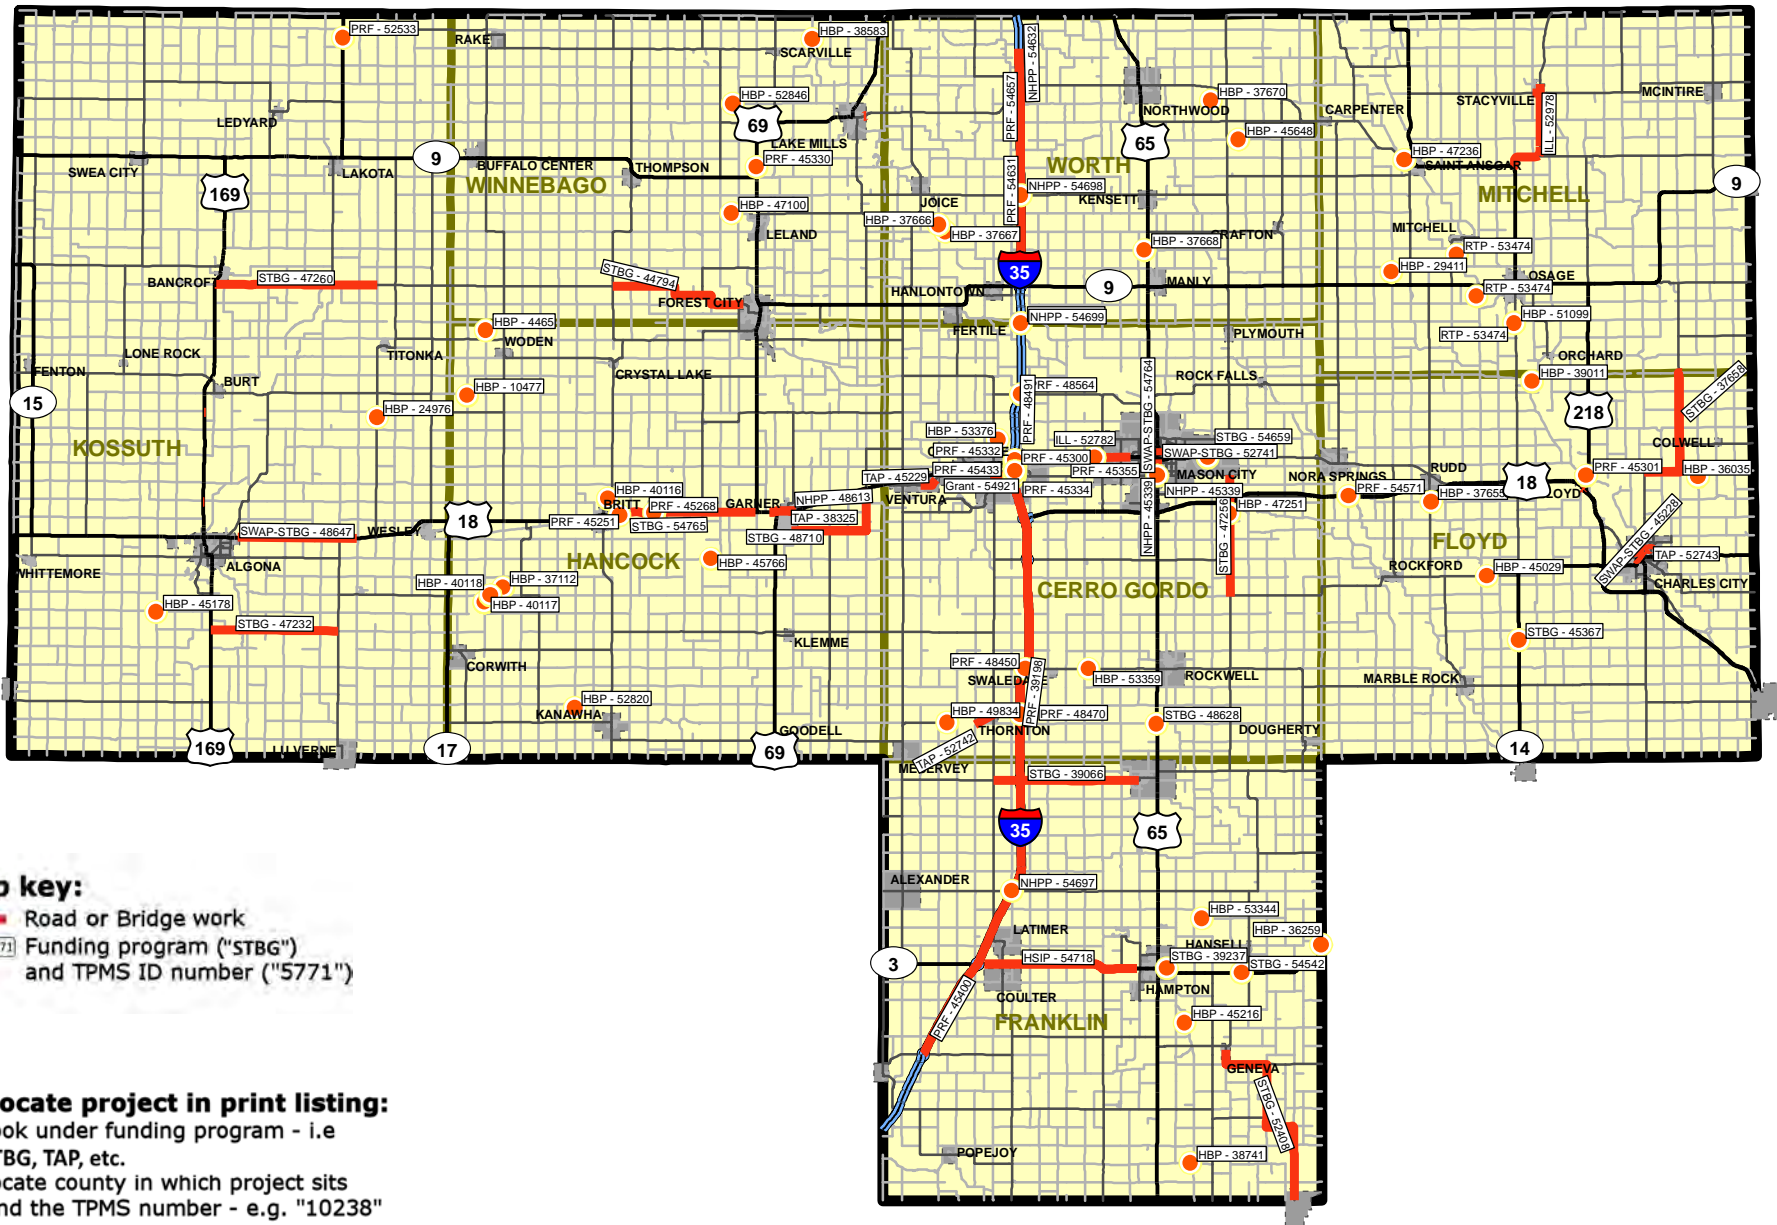 PRF - 52533
RAKE
HBP - 38583
SCARVILLE
NHPP - 54632
HBP - 52846
69
LAKE MILLS
PRF - 54657
NORTHWOOD
65
HBP - 37670
HBP - 45648
CARPENTER
STACYVILLE
ILL - 52978
MCINTIRE
LEDYARD
SWEA CITY
LAKOTA
9
BUFFALO CENTER
THOMPSON
PRF - 45330
WINNEBAGO
WORTH
HBP - 47236
SAINT ANSGAR
MITCHELL
9
169
HBP - 47100
LELAND
JOICE
HBP - 37666
HBP - 37667
PRF - 54631
NHPP - 54698
KENSETT
HBP - 37668
GRAFTON
MITCHELL
RTP - 53474
HBP - 29411
OSAGE
RTP - 53474
BANCROFT
STBG - 47260
STBG - 44794
FOREST CITY
35
HANLONTOWN
9
MANLY
HBP - 51099
RTP - 53474
HBP - 4465
WODEN
FERTILE
NHPP - 54699
PLYMOUTH
ORCHARD
HBP - 39011
LONE ROCK
FENTON
TITONKA
BURT
CRYSTAL LAKE
HBP - 10477
HBP - 24976
15
KOSSUTH
PRF - 48564
PRF - 48491
SWAP-STBG - 54764
ROCK FALLS
218
STBG - 37658
COLWELL
HBP - 53376
PRF - 45332
PRF - 45433
PRF - 45300
ILL - 52782
STBG - 54659
SWAP-STBG - 52741
PRF - 45355
MASON CITY
NORA SPRINGS
RUDD
PRF - 45301
HBP - 36035
TAP - 45229
VENTURA
Grant - 54921
PRF - 45334
NHPP - 45339
PRF - 54571
HBP - 37655
18
HBP - 40116
BRITT
PRF - 45268
GARNER
NHPP - 48613
TAP - 38325
PRF - 45251
STBG - 54765
STBG - 48710
HBP - 47251
STBG - 47256
FLOYD
SWAP-STBG - 45228
TAP - 52743
CHARLES CITY
SWAP-STBG - 48647
WESLEY
18
HANCOCK
HBP - 45766
WHITTEMORE
ALGONA
HBP - 40118
HBP - 37112
HBP - 40117
CERRO GORDO
ROCKFORD
HBP - 45029
HBP - 45178
STBG - 47232
KLEMME
STBG - 45367
CORWITH
PRF - 48450
SWALEDALE
PRF - 39198
HBP - 53359
ROCKWELL
MARBLE ROCK
HBP - 52820
KANAWHA
HBP - 49834
PRF - 48470
THORNTON
STBG - 48628
DOUGHERTY
169
LU VERNE
17
69
GOODELL
TAP - 52742
MESERVEY
14
STBG - 39066
35
65
ALEXANDER
NHPP - 54697
HBP - 53344
HBP - 36259
LATIMER
HANSELL
3
HSIP - 54718
STBG - 39237
STBG - 54542
COULTER
HAMPTON
PRF - 45400
FRANKLIN
HBP - 45216
GENEVA
STBG - 52408
POPEJOY
HBP - 38741
key:
Road or Bridge work
71 Funding program ("STBG")
and TPMS ID number ("5771")
ocate project in print listing:
ook under funding program - i.e
TBG, TAP, etc.
ocate county in which project sits
nd the TPMS number - e.g. "10238"